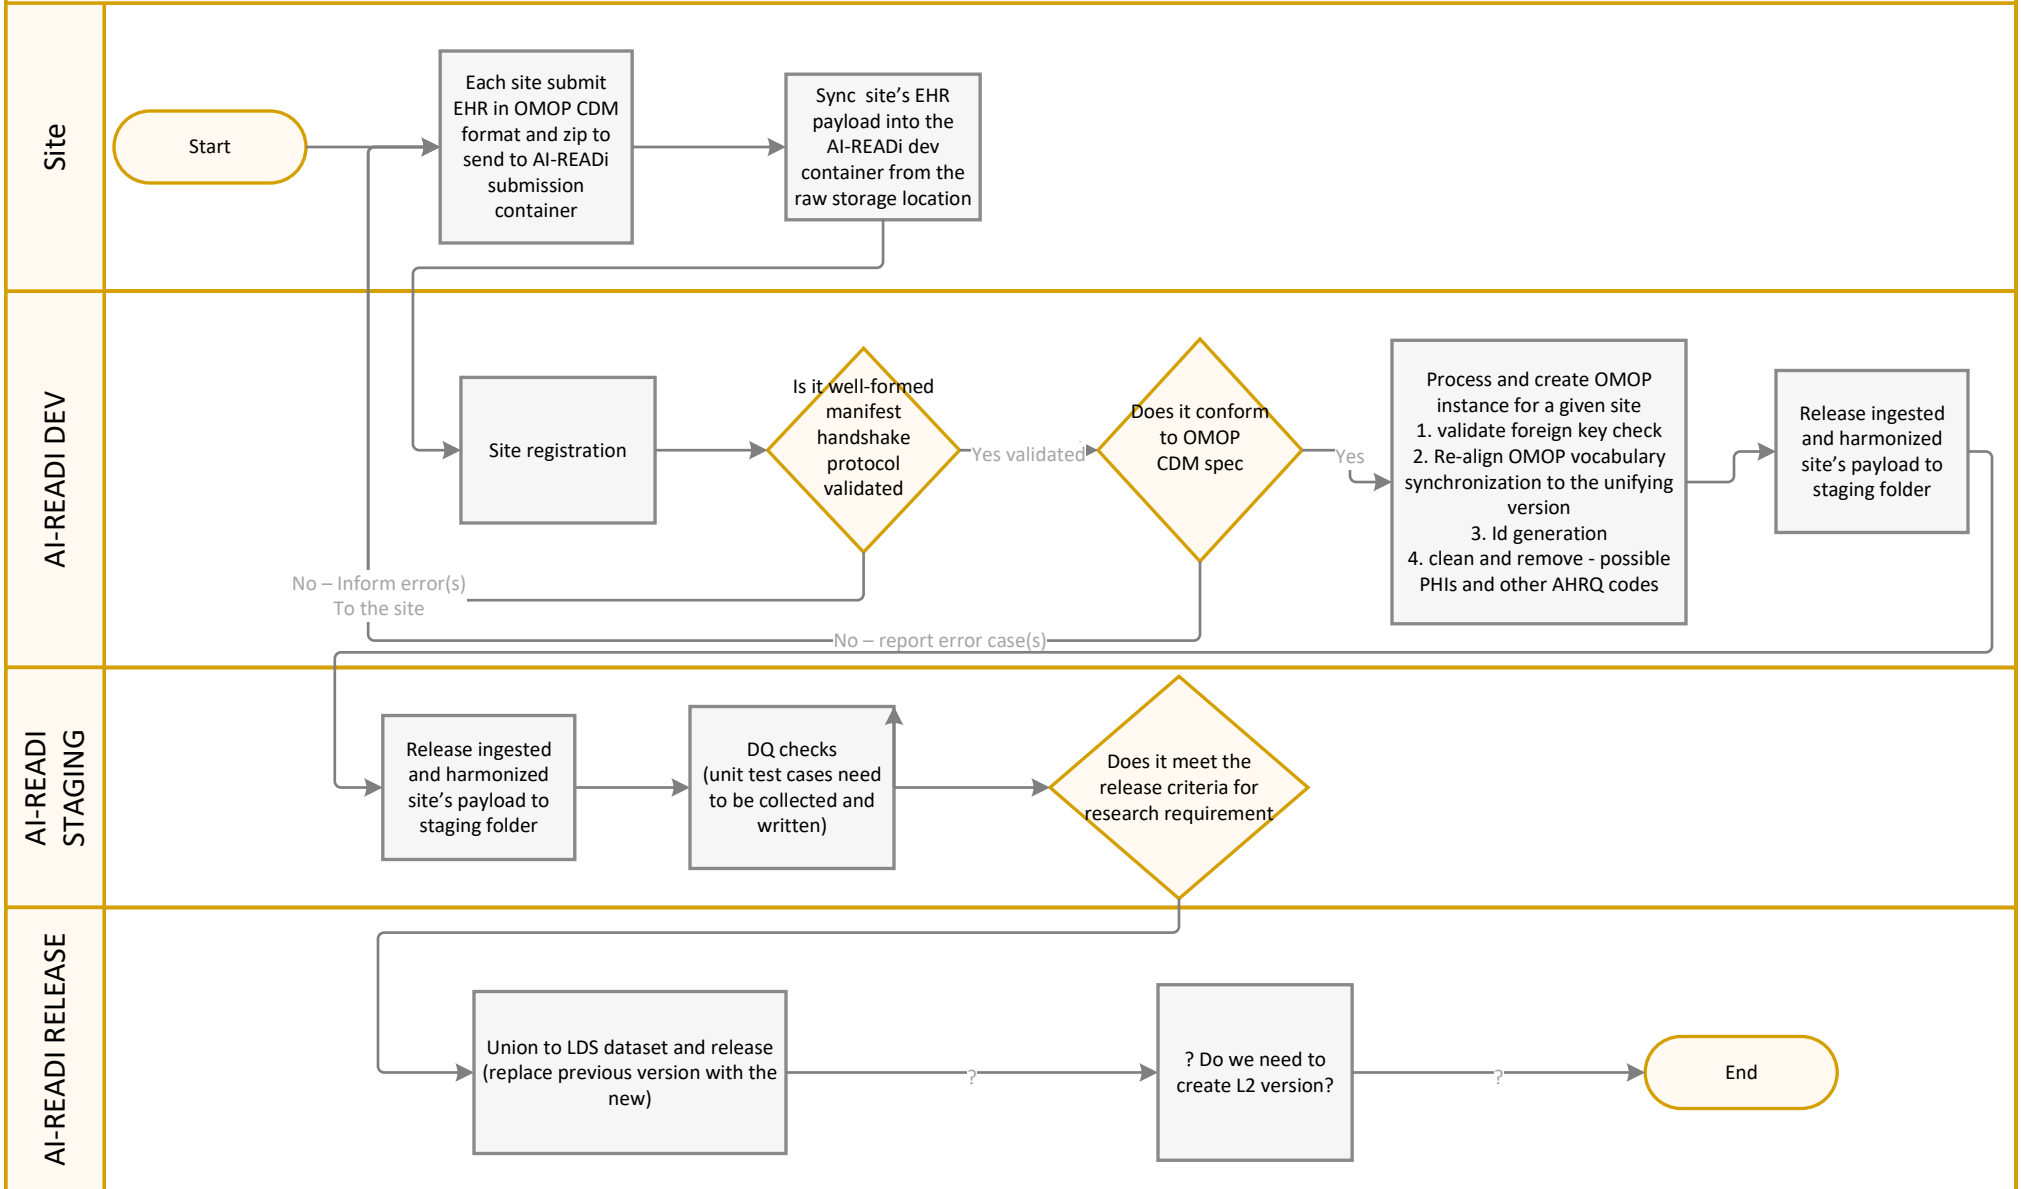 Site
Start
Each site submit
EHR in OMOP CDM
format and zip to
send to AI-READi
submission
container
Sync  site's EHR
payload into the
AI-READi dev
container from the
raw storage location
AI-READI DEV
Site registration
Is it well-formed
manifest
handshake
protocol
validated
Yes validated
Does it conform
to OMOP
CDM spec
Yes
Process and create OMOP
instance for a given site
1. validate foreign key check
2. Re-align OMOP vocabulary
synchronization to the unifying
version
3. Id generation
4. clean and remove - possible
PHIs and other AHRQ codes
Release ingested
and harmonized
site's payload to
staging folder
No – Inform error(s)
To the site
No – report error case(s)
AI-READI
STAGING
Release ingested
and harmonized
site's payload to
staging folder
DQ checks
(unit test cases need
to be collected and
written)
Does it meet the
release criteria for
research requirement
AI-READI RELEASE
Union to LDS dataset and release
(replace previous version with the
new)
?
? Do we need to
create L2 version?
?
End